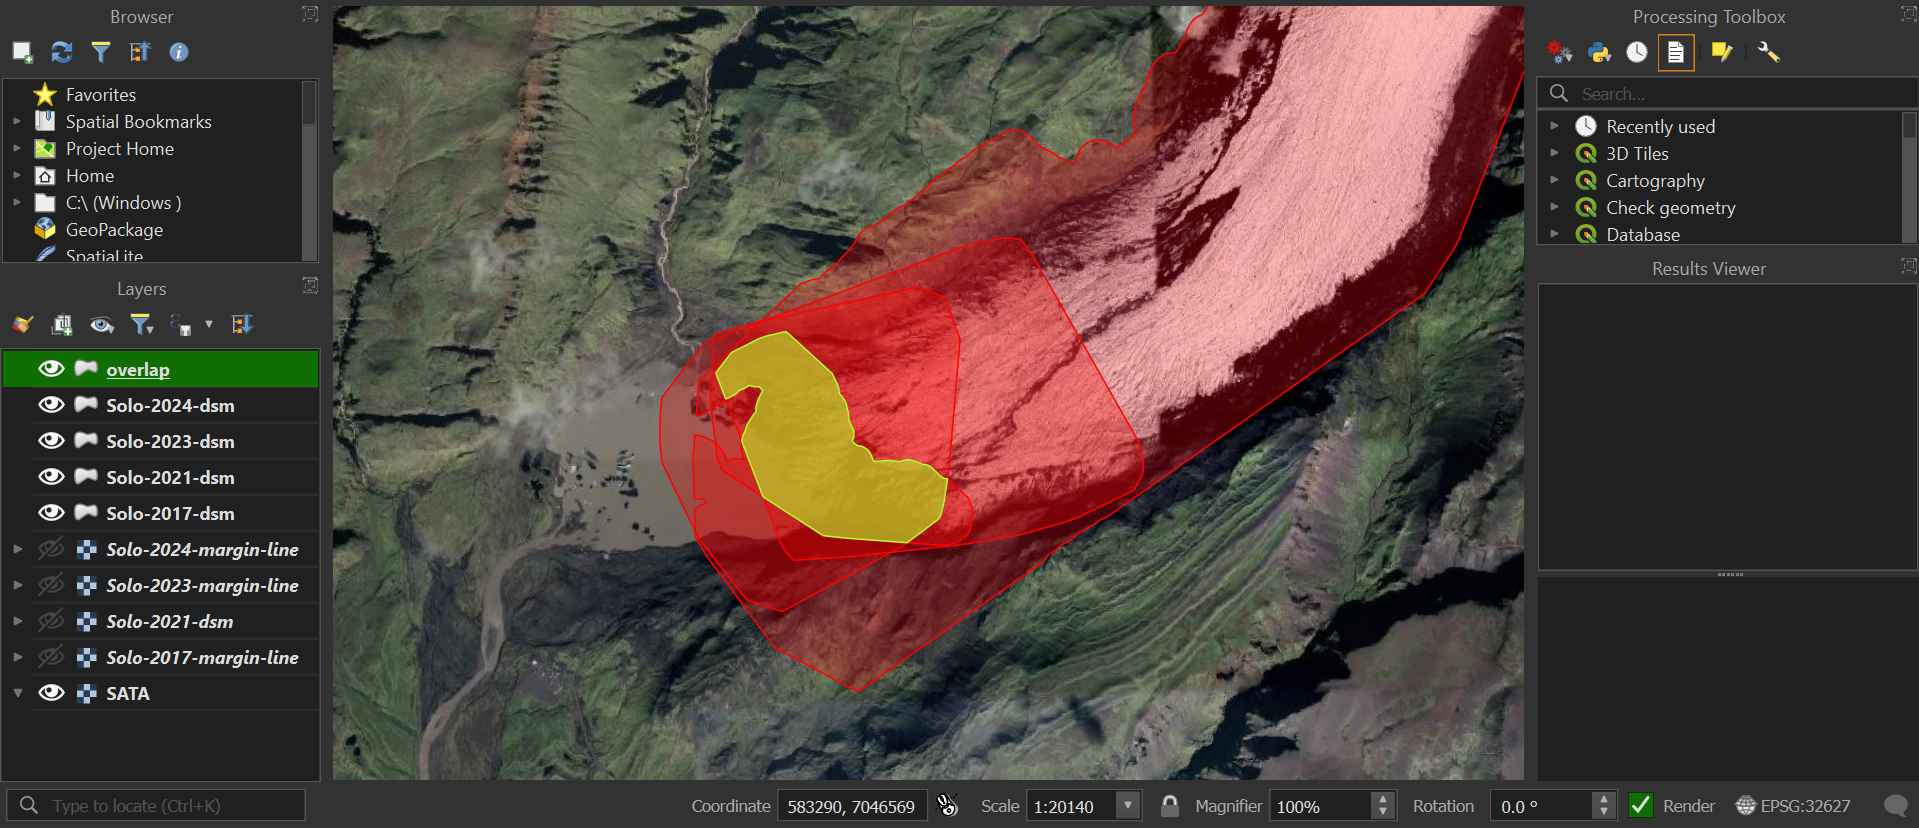 Browser
Favorites
Spatial Bookmarks
Project Home
Home
C:\ (Windows )
GeoPackage
SpatiaLite
Layers
overlap
Solo-2024-dsm
Solo-2023-dsm
Solo-2021-dsm
Solo-2017-dsm
Solo-2024-margin-line
Solo-2023-margin-line
Solo-2021-dsm
Solo-2017-margin-line
SATA
Processing Toolbox
Search...
Recently used
3D Tiles
Cartography
Check geometry
Database
Results Viewer
Type to locate (Ctrl+K)
Coordinate 583290, 7046569 Scale 1:20140 Magnifier 100% Rotation 0.0 ° Render EPSG:32627